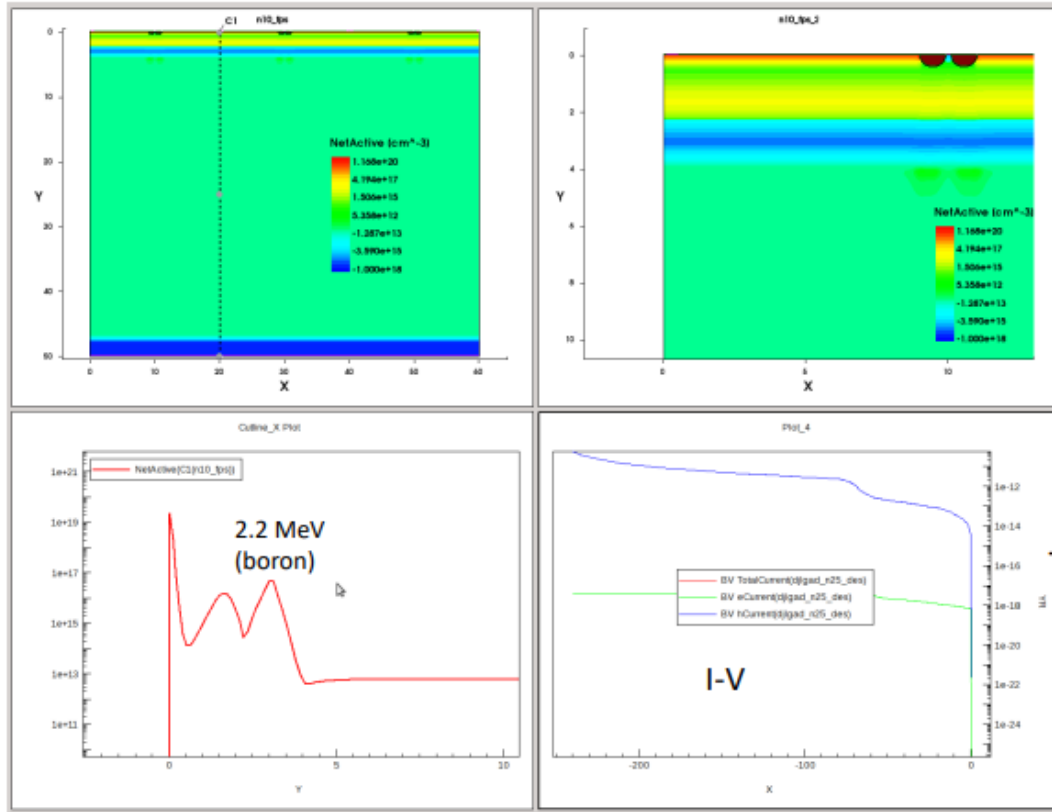 C1 n10_fps
0
10
20
30
40
50
Y
NetActive (cm^-3)
1.168e+20
4.194e+17
1.506e+15
5.358e+12
-1.287e+13
-3.590e+15
-1.000e+18
0 10 20 30 40 50 60
X
n10_fps_2
0
2
4
6
8
10
Y
NetActive (cm^-3)
1.168e+20
4.194e+17
1.506e+15
5.358e+12
-1.287e+13
-3.590e+15
-1.000e+18
0 5 10
X
Cutline_X Plot
NetActive(C1(n10_fps))
2.2 MeV
(boron)
1e+21
1e+19
1e+17
1e+15
1e+13
1e+11
0 5 10
Y
Plot_4
1e-12
1e-14
1e-16
1e-18
1e-20
1e-22
1e-24
BV TotalCurrent(djlgad_n25_des)
BV eCurrent(djlgad_n25_des)
BV hCurrent(djlgad_n25_des)
I-V
-200 -100 0
X